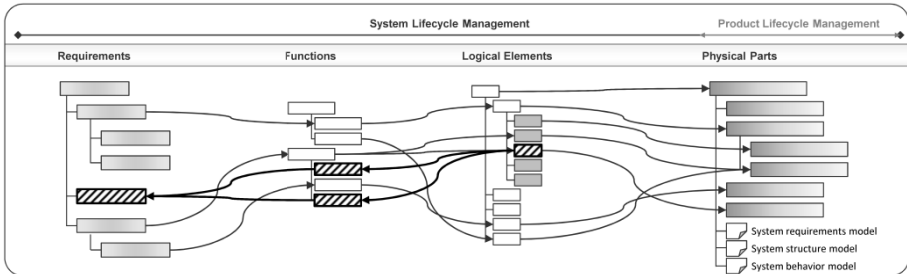 System Lifecycle Management
Product Lifecycle Management
Requirements
Functions
Logical Elements
Physical Parts
System requirements model
System structure model
System behavior model